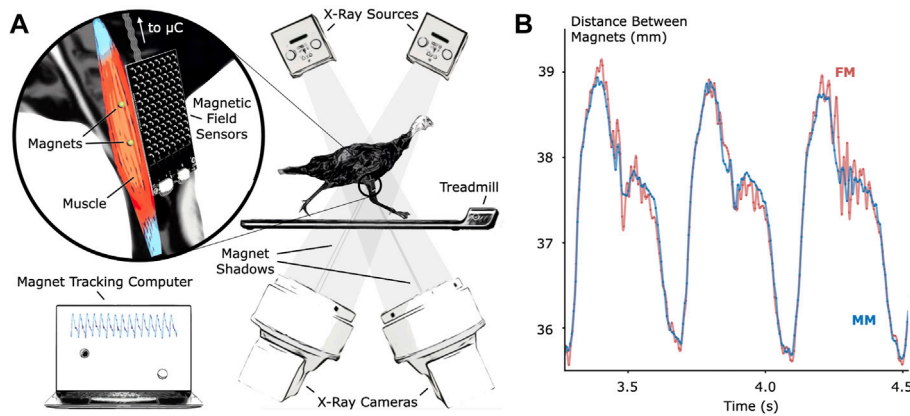 A
to µC
Magnetic
Field
Sensors
Magnets
Muscle
X-Ray Sources
Treadmill
Magnet
Shadows
Magnet Tracking Computer
X-Ray Cameras
B
Distance Between
Magnets (mm)
39
38
37
36
FM
MM
3.5
4.0
4.5
Time (s)